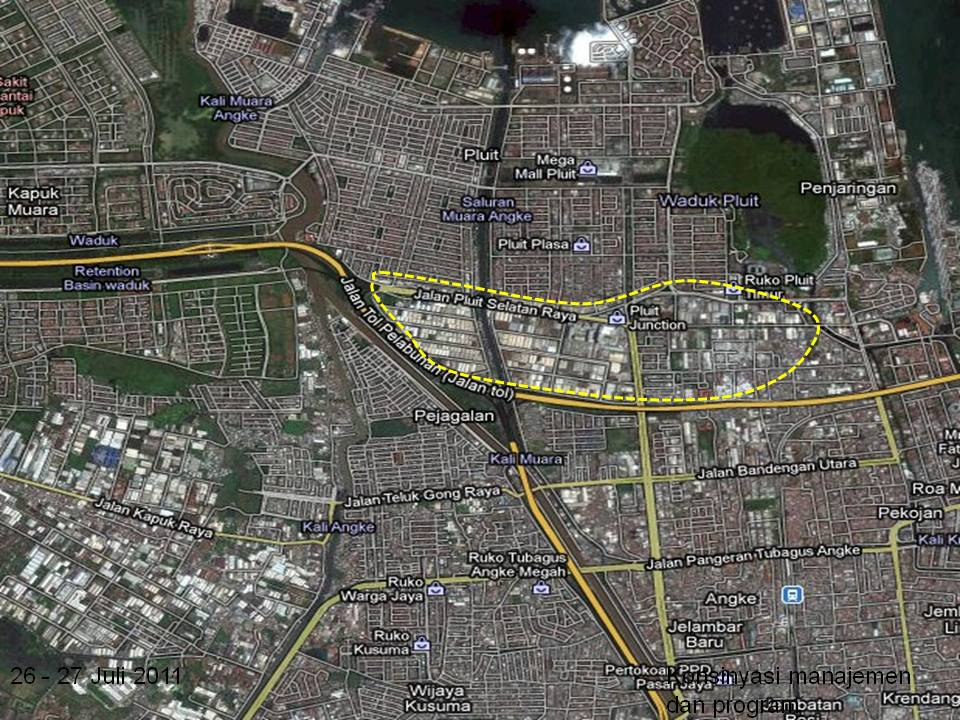 Sakit
antai
puk
Kali Muara
Angke
Kapuk
Muara
Waduk
Retention
Basin waduk
Pluit
Mega
Mall Pluit
Saluran
Muara Angke
Pluit Plasa
Waduk Pluit
Penjaringan
Ruko Pluit
Timur
Jalan Pluit Selatan Raya
Pluit
Junction
Jalan Tol Pelabuhan (Jalan tol)
Pejagalan
Kali Muara
Jalan Bandengan Utara
Jalan Teluk Gong Raya
Jalan Kapuk Raya
Kali Angke
Roa M
Pekojan
Kali K
Jalan Pangeran Tubagus Angke
Ruko Tubagus
Angke Megah
Ruko
Warga Jaya
Angke
Jelambar
Baru
Jemb
Li
Ruko
Kusuma
Pertokoan PPD
Pasar Jaya
Wijaya
Kusuma
Krendang
26 - 27 Juli 2011
Konsinyasi manajemen
dan program